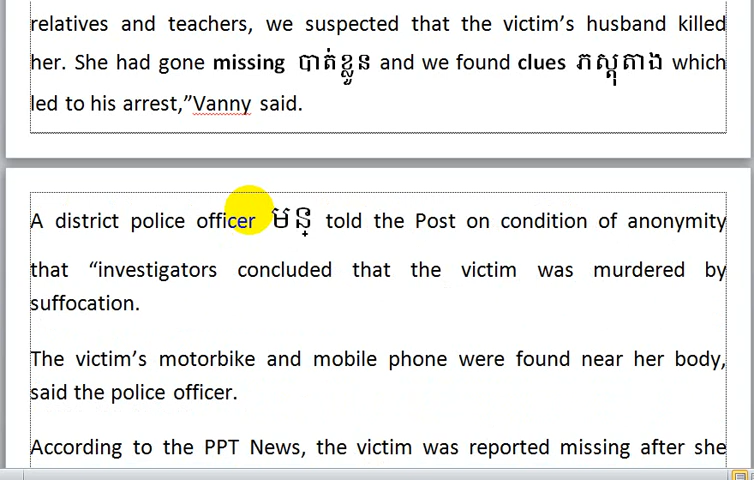 relatives and teachers, we suspected that the victim’s husband killed
her. She had gone missing បាត់ខ្លួន and we found clues ភស្តុតាង which
led to his arrest,”Vanny said.
A district police officer មន្ told the Post on condition of anonymity
that “investigators concluded that the victim was murdered by
suffocation.
The victim’s motorbike and mobile phone were found near her body,
said the police officer.
According to the PPT News, the victim was reported missing after she